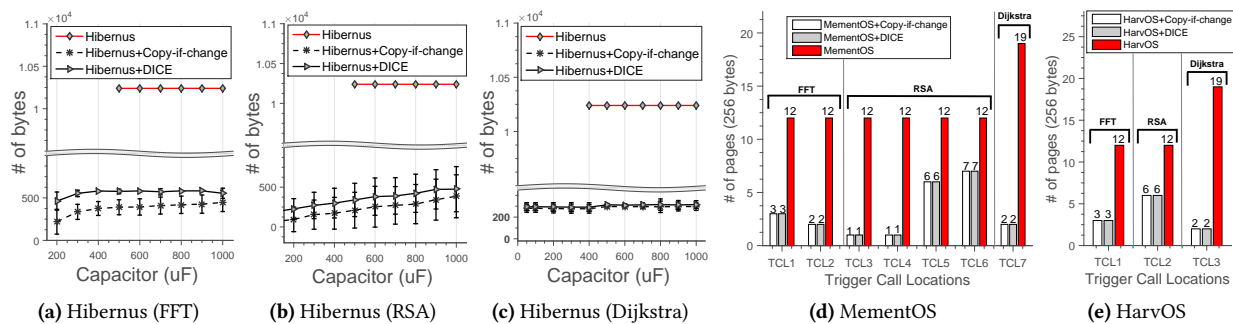 1.1 × 10⁴
Hibernus
Hibernus+Copy-if-change
Hibernus+DICE
# of bytes
1.05
1
500
0
200 400 600 800 1000
Capacitor (uF)
(a) Hibernus (FFT)
1.1 × 10⁴
Hibernus
Hibernus+Copy-if-change
Hibernus+DICE
# of bytes
1.05
1
500
0
200 400 600 800 1000
Capacitor (uF)
(b) Hibernus (RSA)
1.1 × 10⁴
Hibernus
Hibernus+Copy-if-change
Hibernus+DICE
# of bytes
1.05
1
200
0
50 200 400 600 800 1000
Capacitor (uF)
(c) Hibernus (Dijkstra)
MementOS+Copy-if-change
MementOS+DICE
MementOS
Dijkstra
FFT
RSA
# of pages (256 bytes)
20
15
10
5
0
3 3 12 2 2 12 1 1 12 1 1 12 6 6 12 7 7 12 2 2 19
TCL1 TCL2 TCL3 TCL4 TCL5 TCL6 TCL7
Trigger Call Locations
(d) MementOS
HarvOS+Copy-if-change
HarvOS+DICE
HarvOS
Dijkstra
FFT
RSA
# of pages (256 bytes)
25
20
15
10
5
0
3 3 12 6 6 12 2 2 19
TCL1 TCL2 TCL3
Trigger Call Locations
(e) HarvOS